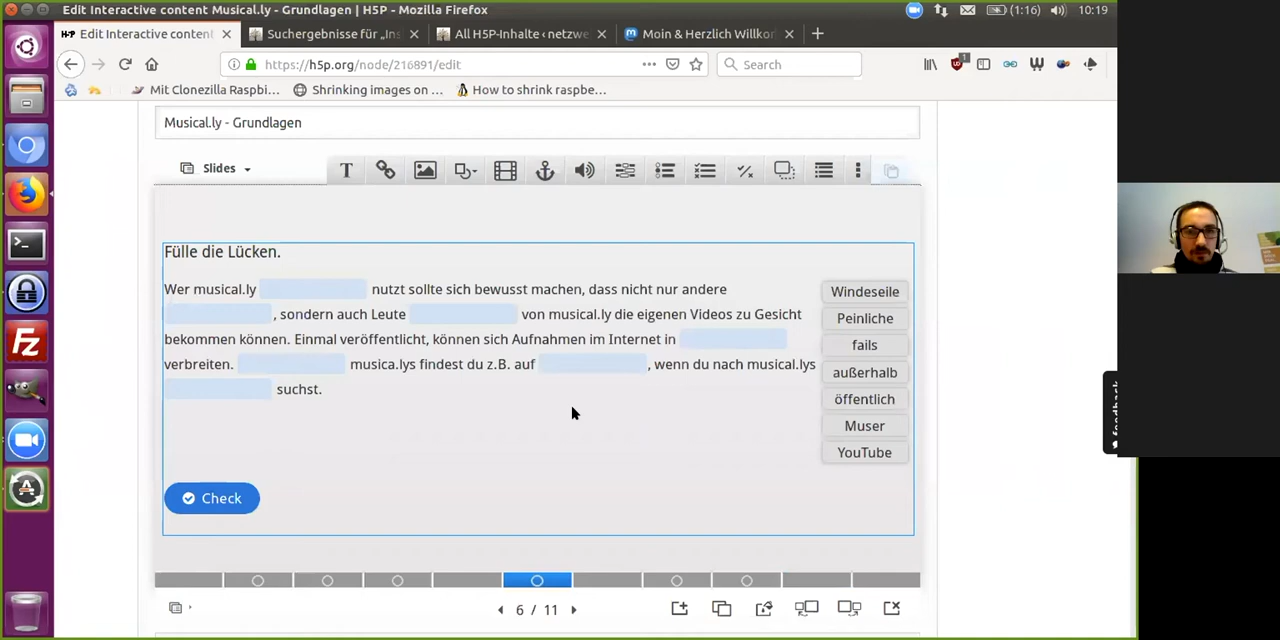 Edit Interactive content Musical.ly - Grundlagen | H5P - Mozilla Firefox
(1:16)
10:19
H-P Edit Interactive content
Suchergebnisse für „Ins
All H5P-Inhalte ‹ netzwe
Moin & Herzlich Willkor
https://h5p.org/node/216891/edit
Search
Mit Clonezilla Raspbi...
Shrinking images on ...
How to shrink raspbe...
Musical.ly - Grundlagen
Slides
T
Fülle die Lücken.
Wer musical.ly nutzt sollte sich bewusst machen, dass nicht nur andere
, sondern auch Leute von musical.ly die eigenen Videos zu Gesicht
bekommen können. Einmal veröffentlicht, können sich Aufnahmen im Internet in
verbreiten. musica.lys findest du z.B. auf , wenn du nach musical.lys
suchst.
Windeseile
Peinliche
fails
außerhalb
öffentlich
Muser
YouTube
Check
6 / 11
feedback